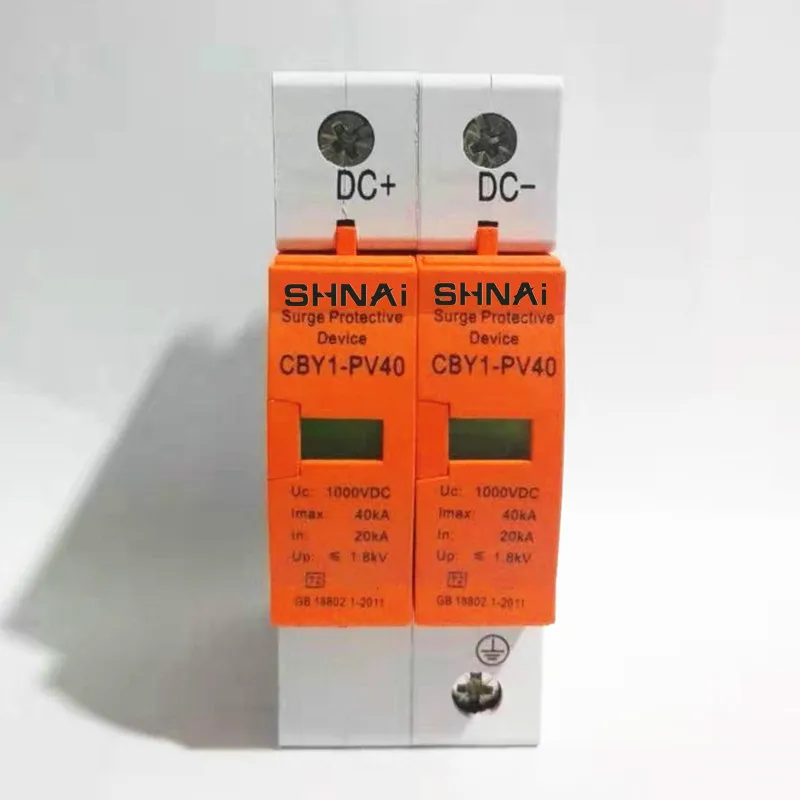 DC+
DC-
SHNAi
Surge Protective
Device
CBY1-PV40
Uc: 1000VDC
Imax: 40kA
In: 20kA
Up: ≤ 1.8kV
T2
GB 18802.1-2011
SHNAi
Surge Protective
Device
CBY1-PV40
Uc: 1000VDC
Imax: 40kA
In: 20kA
Up: ≤ 1.8kV
T2
GB 18802.1-2011